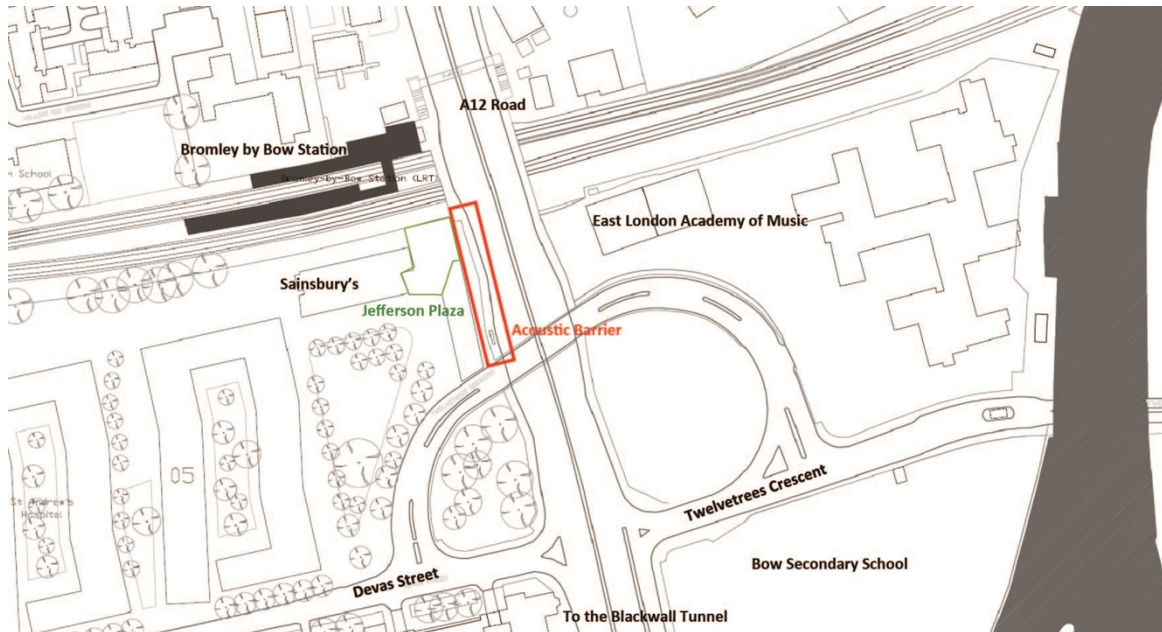 A12 Road
Bromley by Bow Station
Bromley-by-Bow Station (LRT)
n School
East London Academy of Music
Sainsbury's
Jefferson Plaza
Acoustic Barrier
05
St Andrew's
Hospital
Twelvetrees Crescent
Bow Secondary School
Devas Street
To the Blackwall Tunnel